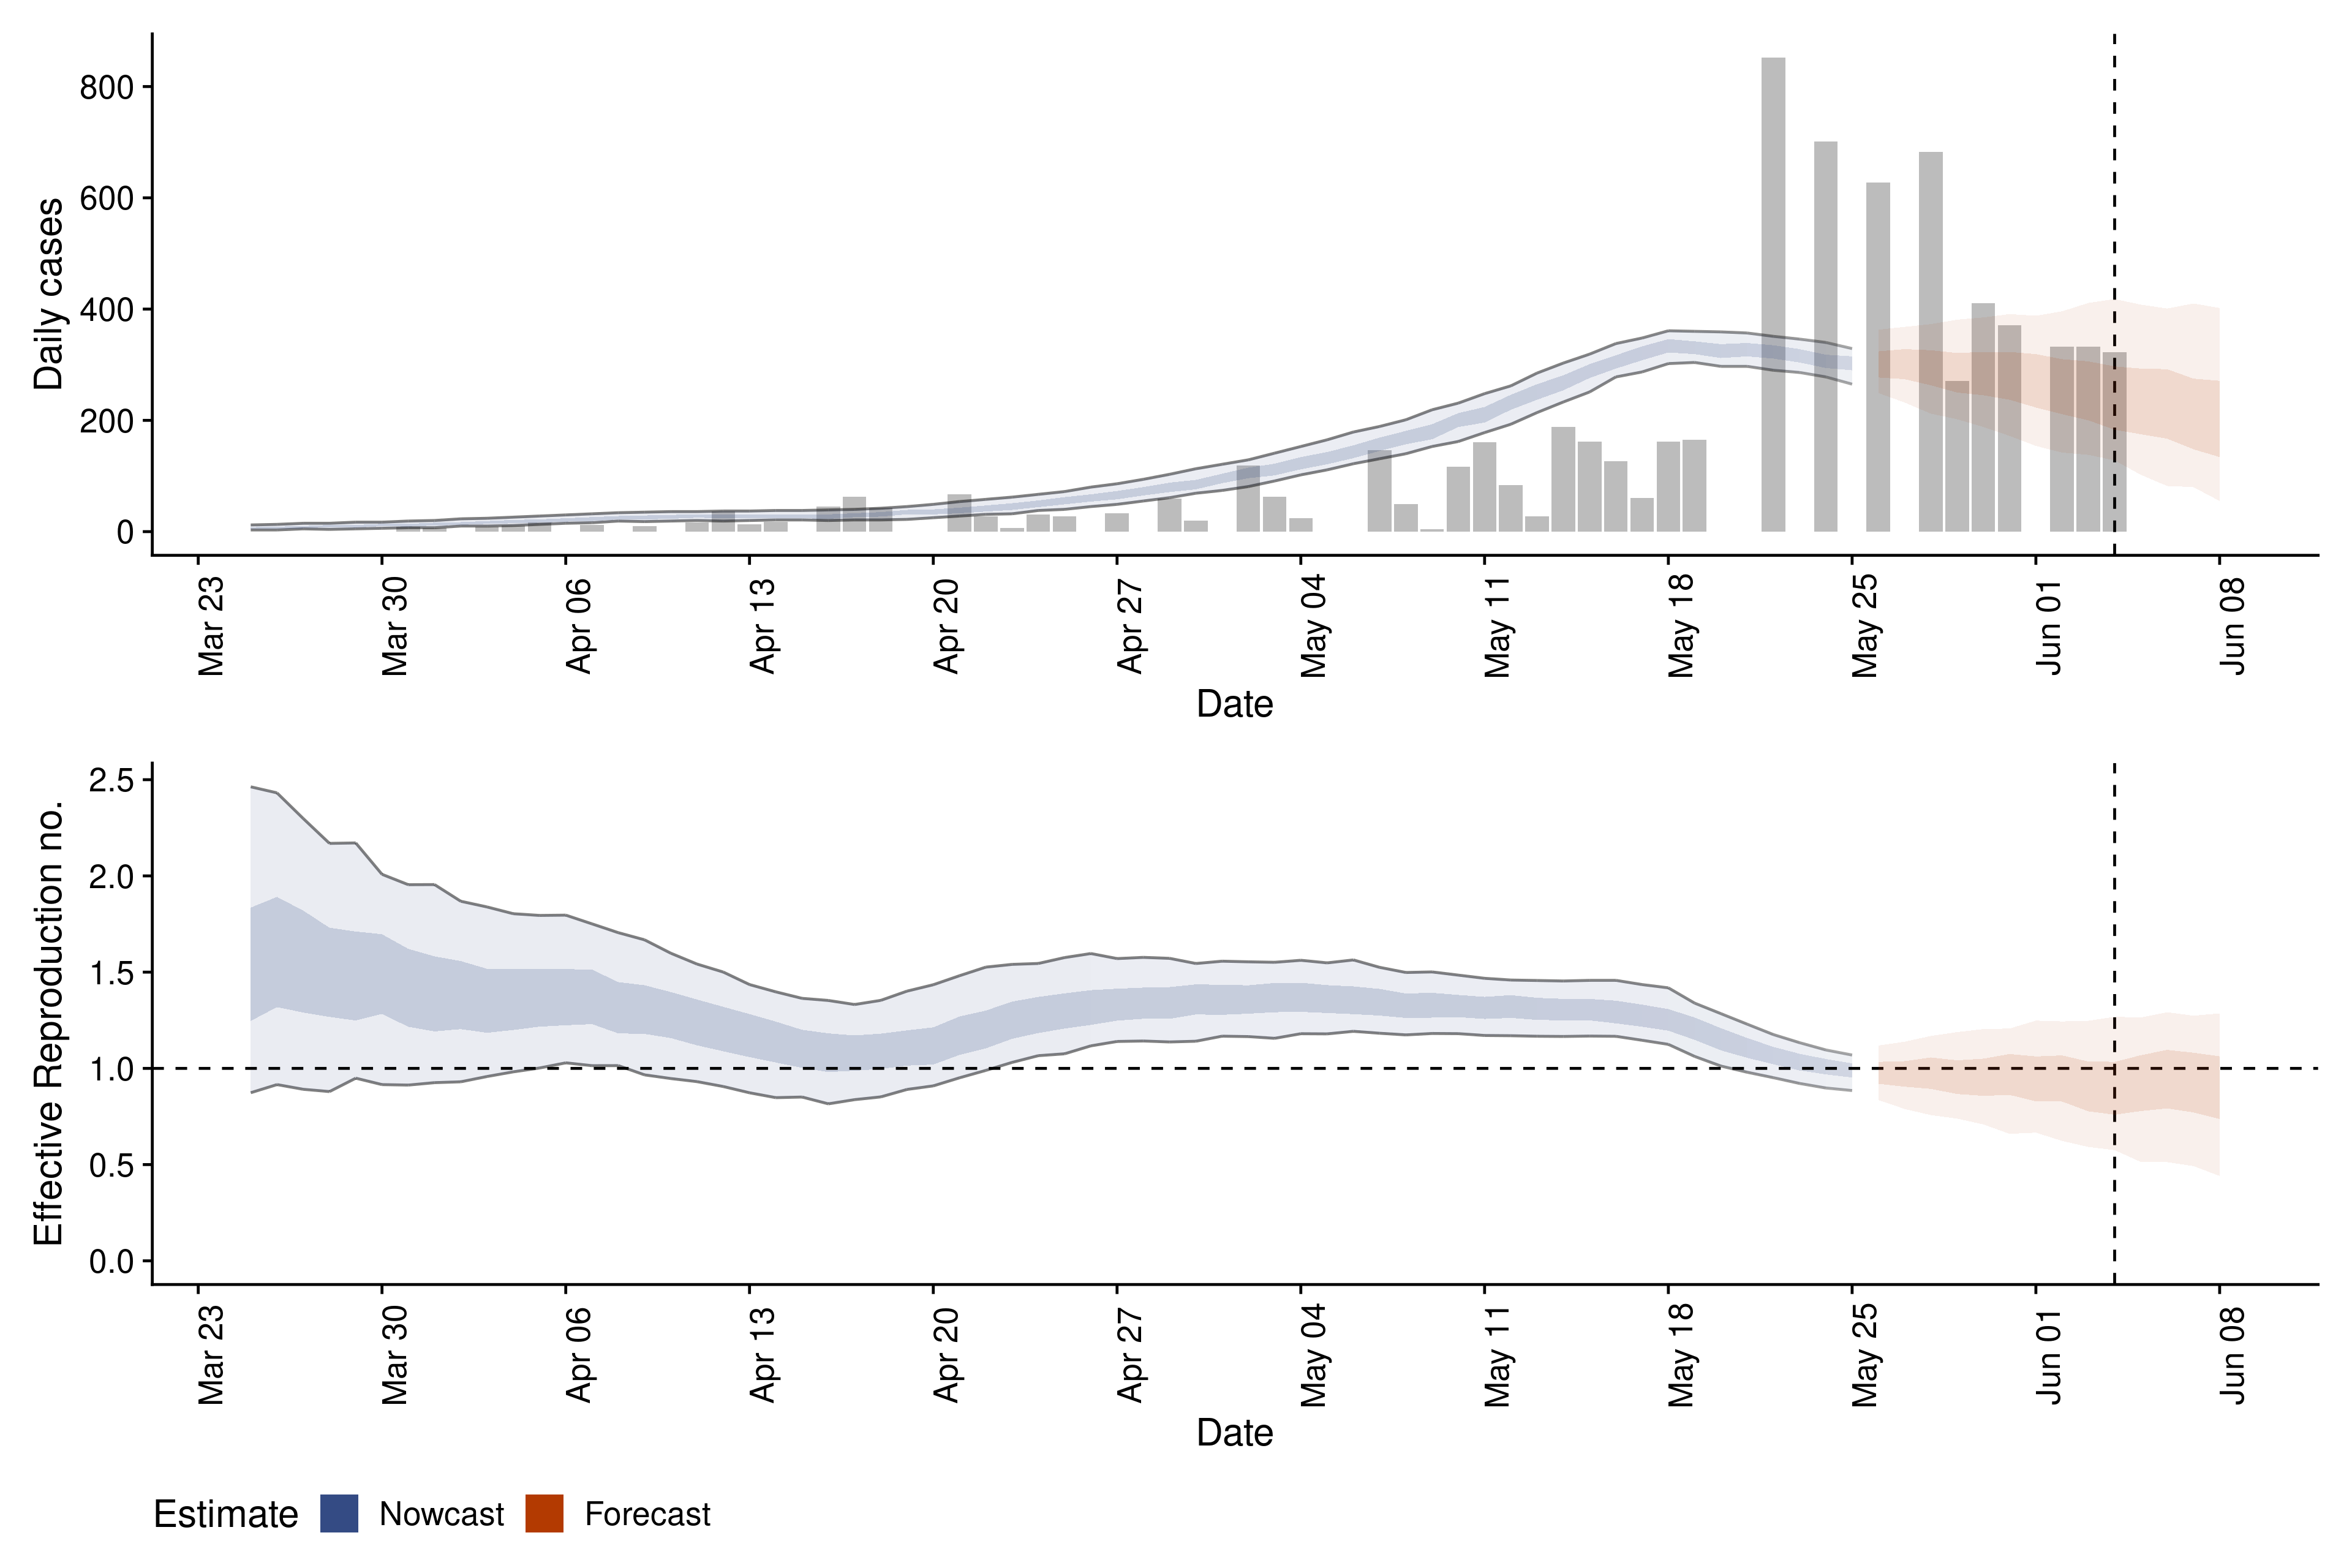 Daily cases
800
600
400
200
0
Mar 23
Mar 30
Apr 06
Apr 13
Apr 20
Apr 27
May 04
May 11
May 18
May 25
Jun 01
Jun 08
Date
Effective Reproduction no.
2.5
2.0
1.5
1.0
0.5
0.0
Mar 23
Mar 30
Apr 06
Apr 13
Apr 20
Apr 27
May 04
May 11
May 18
May 25
Jun 01
Jun 08
Date
Estimate Nowcast Forecast